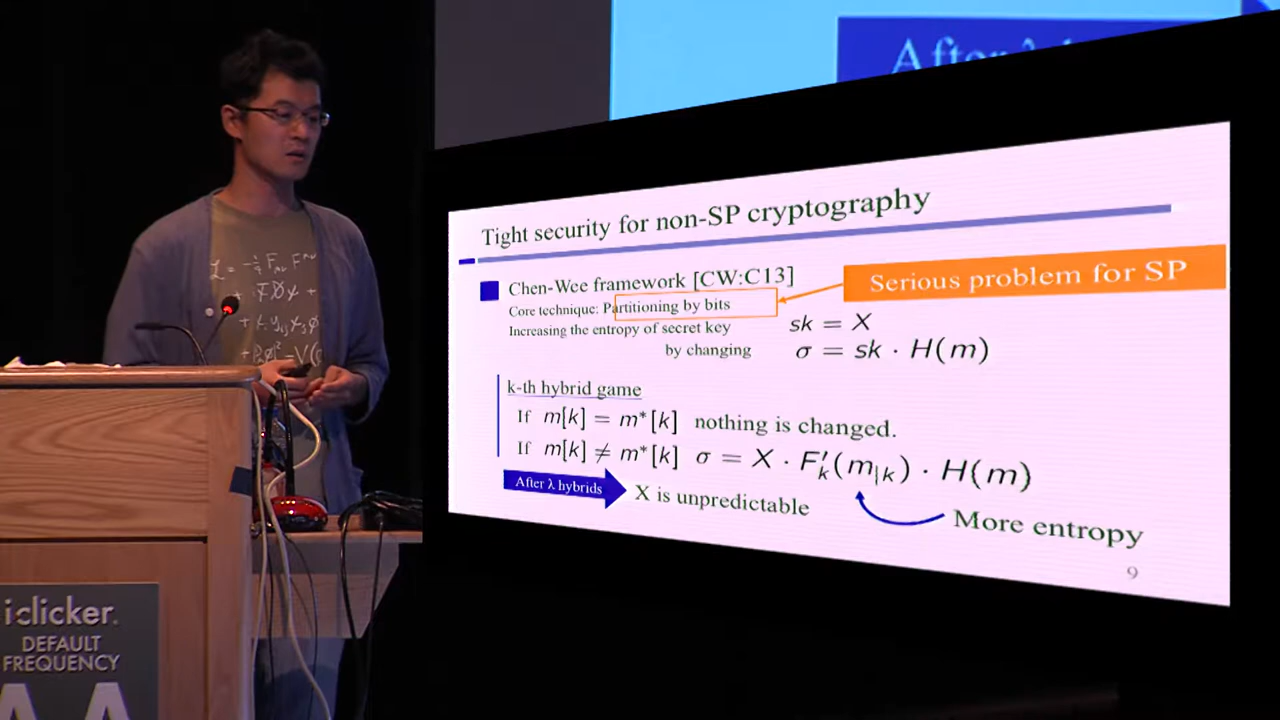 After λ
Tight security for non-SP cryptography
Chen-Wee framework [CW:C13]
Serious problem for SP
Core technique: Partitioning by bits
Increasing the entropy of secret key
by changing
sk = X
σ = sk · H(m)
k-th hybrid game
If m[k] = m*[k] nothing is changed.
If m[k] ≠ m*[k] σ = X · F′ₖ(m|ₖ) · H(m)
After λ hybrids
X is unpredictable
More entropy
9
iclicker.
DEFAULT
FREQUENCY
AA